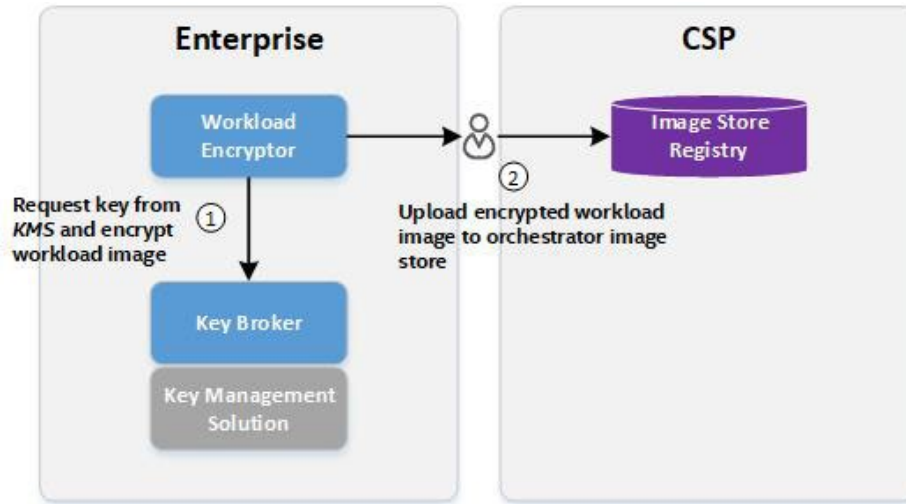 Enterprise
CSP
Workload
Encryptor
Image Store
Registry
Request key from
KMS and encrypt
workload image
1
2
Upload encrypted workload
image to orchestrator image
store
Key Broker
Key Management
Solution